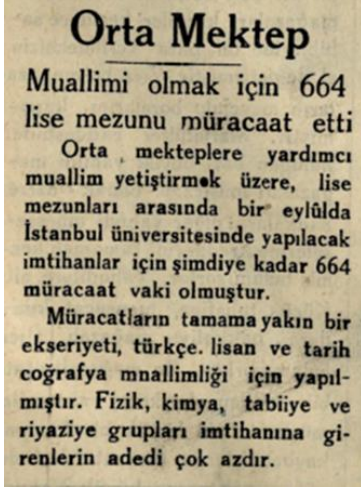 Orta Mektep
Muallimi olmak için 664
lise mezunu müracaat etti
Orta mekteplere yardımcı
muallim yetiştirmek üzere, lise
mezunları arasında bir eylûlda
İstanbul üniversitesinde yapılacak
imtihanlar için şimdiye kadar 664
müracaat vaki olmuştur.
Müracatların tamama yakın bir
ekseriyeti, türkçe. lisan ve tarih
coğrafya mnallimliği için yapıl-
mıştır. Fizik, kimya, tabiiye ve
riyaziye grupları imtihanına gi-
renlerin adedi çok azdır.